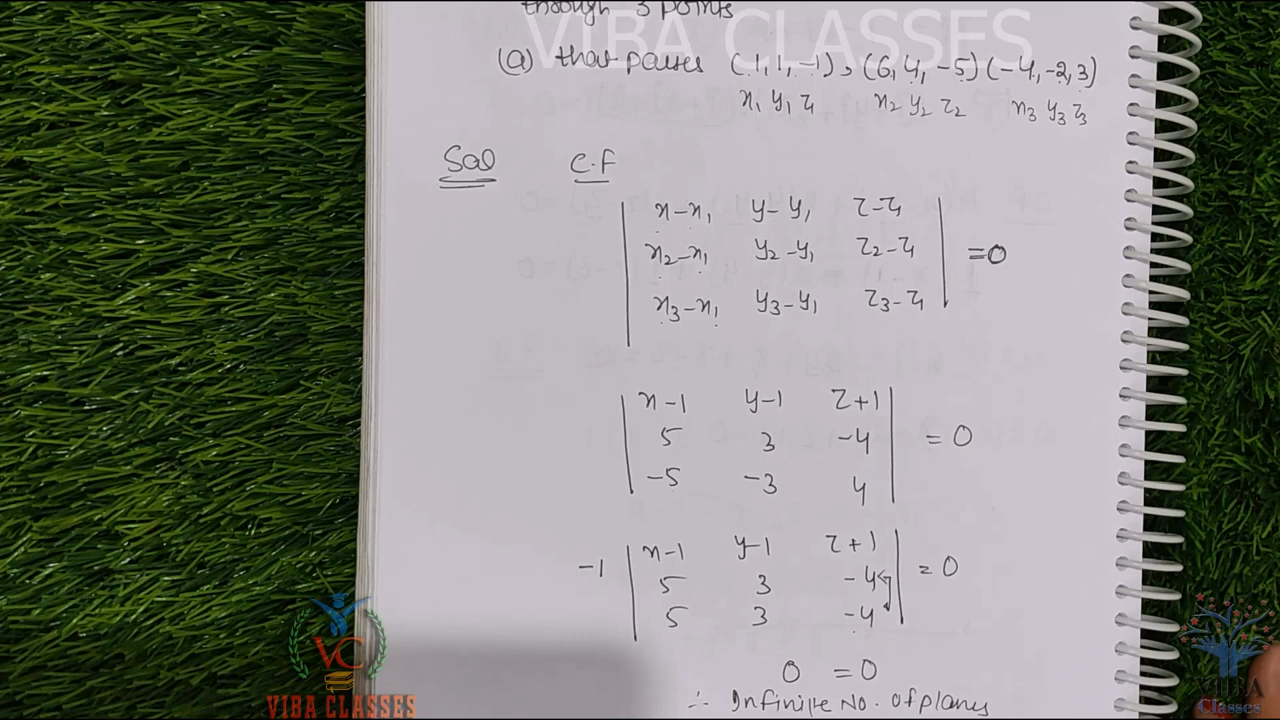 through 3 points
VIBA CLASSES
(a) that passes (1, 1, -1), (6, 4, -5) (-4, -2, 3)
x₁ y₁ z₁ x₂ y₂ z₂ x₃ y₃ z₃
Sol C.F
| x-x₁ y-y₁ z-z₁ |
| x₂-x₁ y₂-y₁ z₂-z₁ | =0
| x₃-x₁ y₃-y₁ z₃-z₁ |
| x-1 y-1 z+1 |
| 5 3 -4 | = 0
| -5 -3 4 |
-1 | x-1 y-1 z+1 | = 0
| 5 3 -4 |
| 5 3 -4 |
0 = 0
∴ Infinite No. of planes
VC
VIBA CLASSES
VIBA
Classes